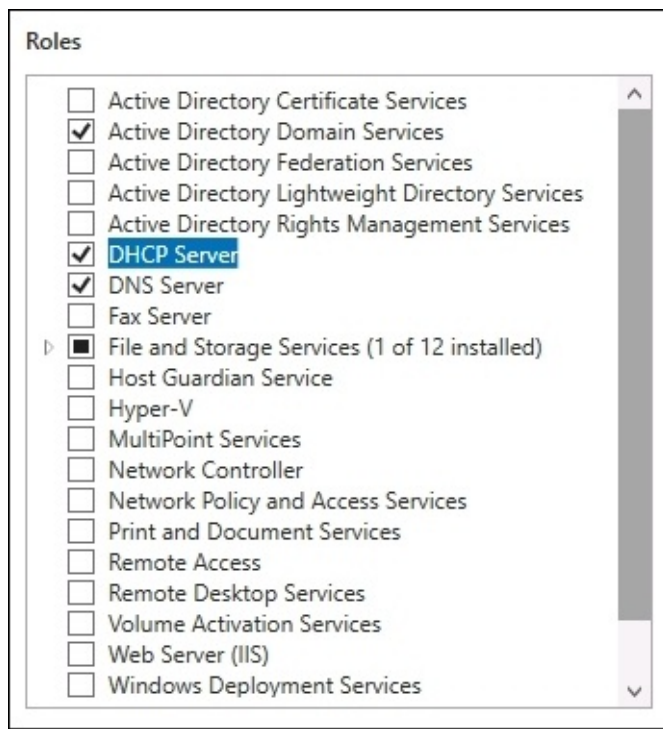 Roles
Active Directory Certificate Services
Active Directory Domain Services
Active Directory Federation Services
Active Directory Lightweight Directory Services
Active Directory Rights Management Services
DHCP Server
DNS Server
Fax Server
File and Storage Services (1 of 12 installed)
Host Guardian Service
Hyper-V
MultiPoint Services
Network Controller
Network Policy and Access Services
Print and Document Services
Remote Access
Remote Desktop Services
Volume Activation Services
Web Server (IIS)
Windows Deployment Services